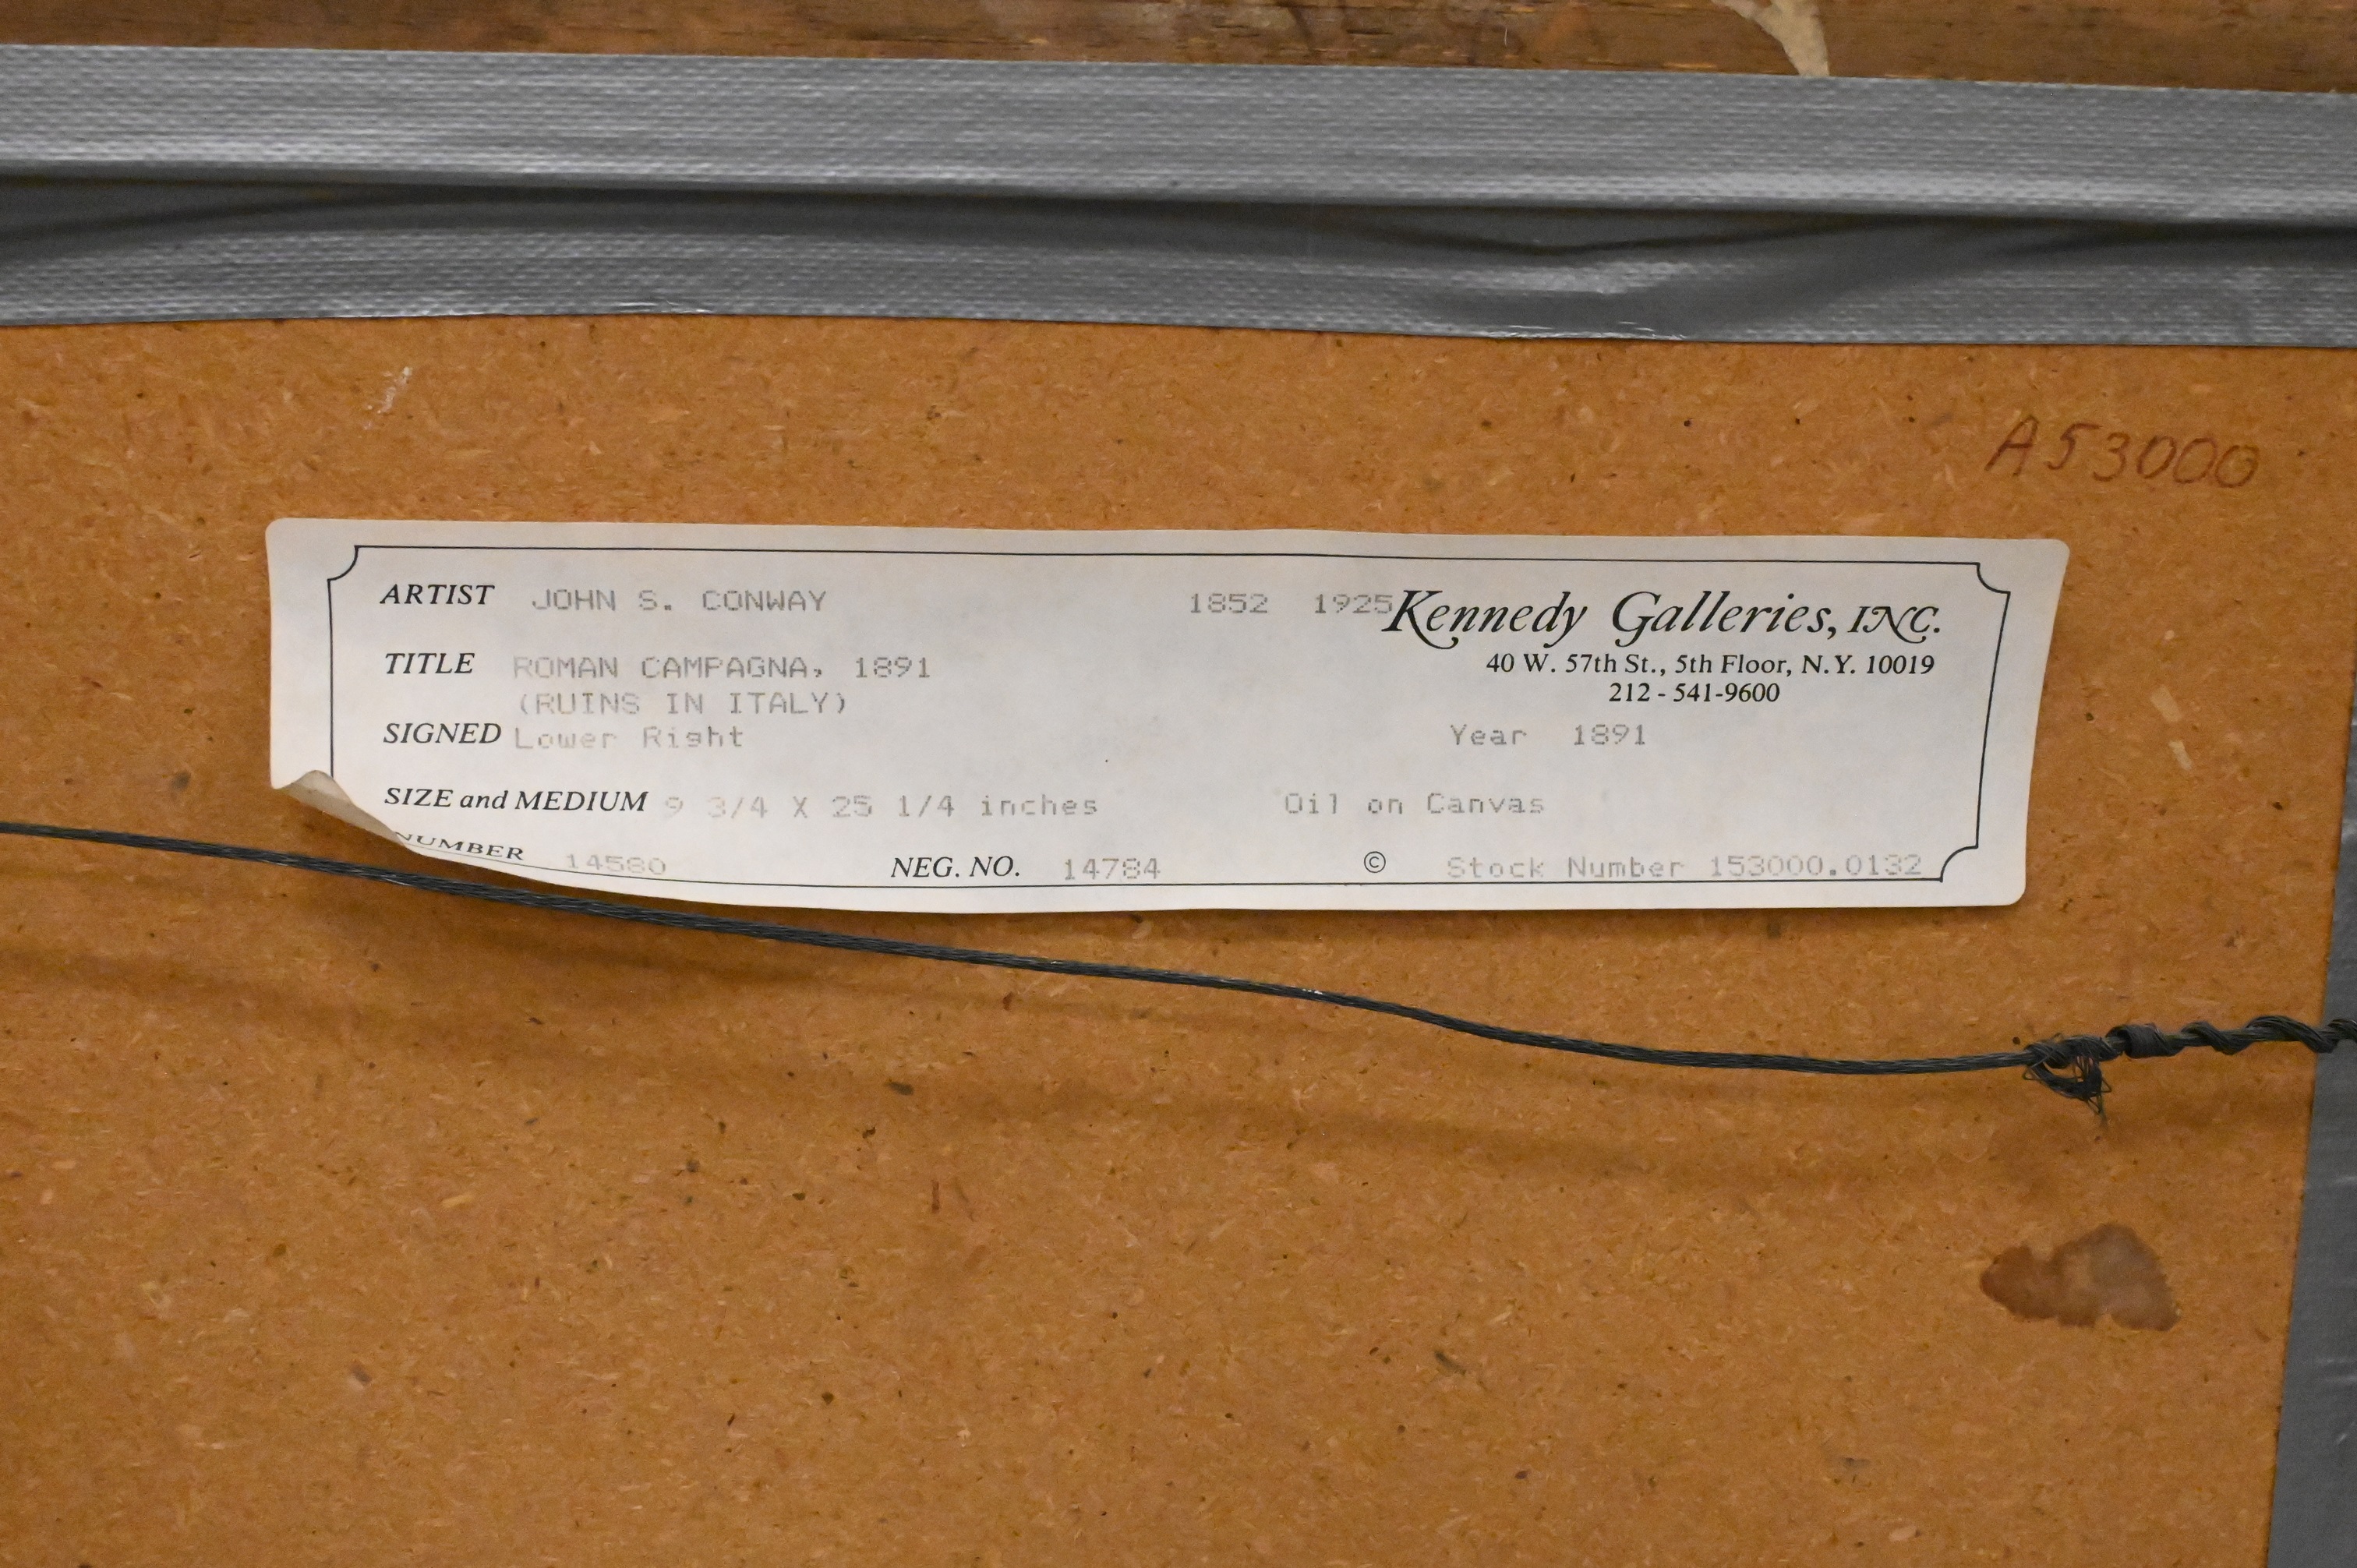 A53000
ARTIST JOHN S. CONWAY 1852 1925 Kennedy Galleries, INC.
TITLE ROMAN CAMPAGNA, 1891 40 W. 57th St., 5th Floor, N.Y. 10019
(RUINS IN ITALY) 212-541-9600
SIGNED Lower Right Year 1891
SIZE and MEDIUM 9 3/4 X 25 1/4 inches Oil on Canvas
NUMBER 14580 NEG. NO. 14784 © Stock Number 153000.0132